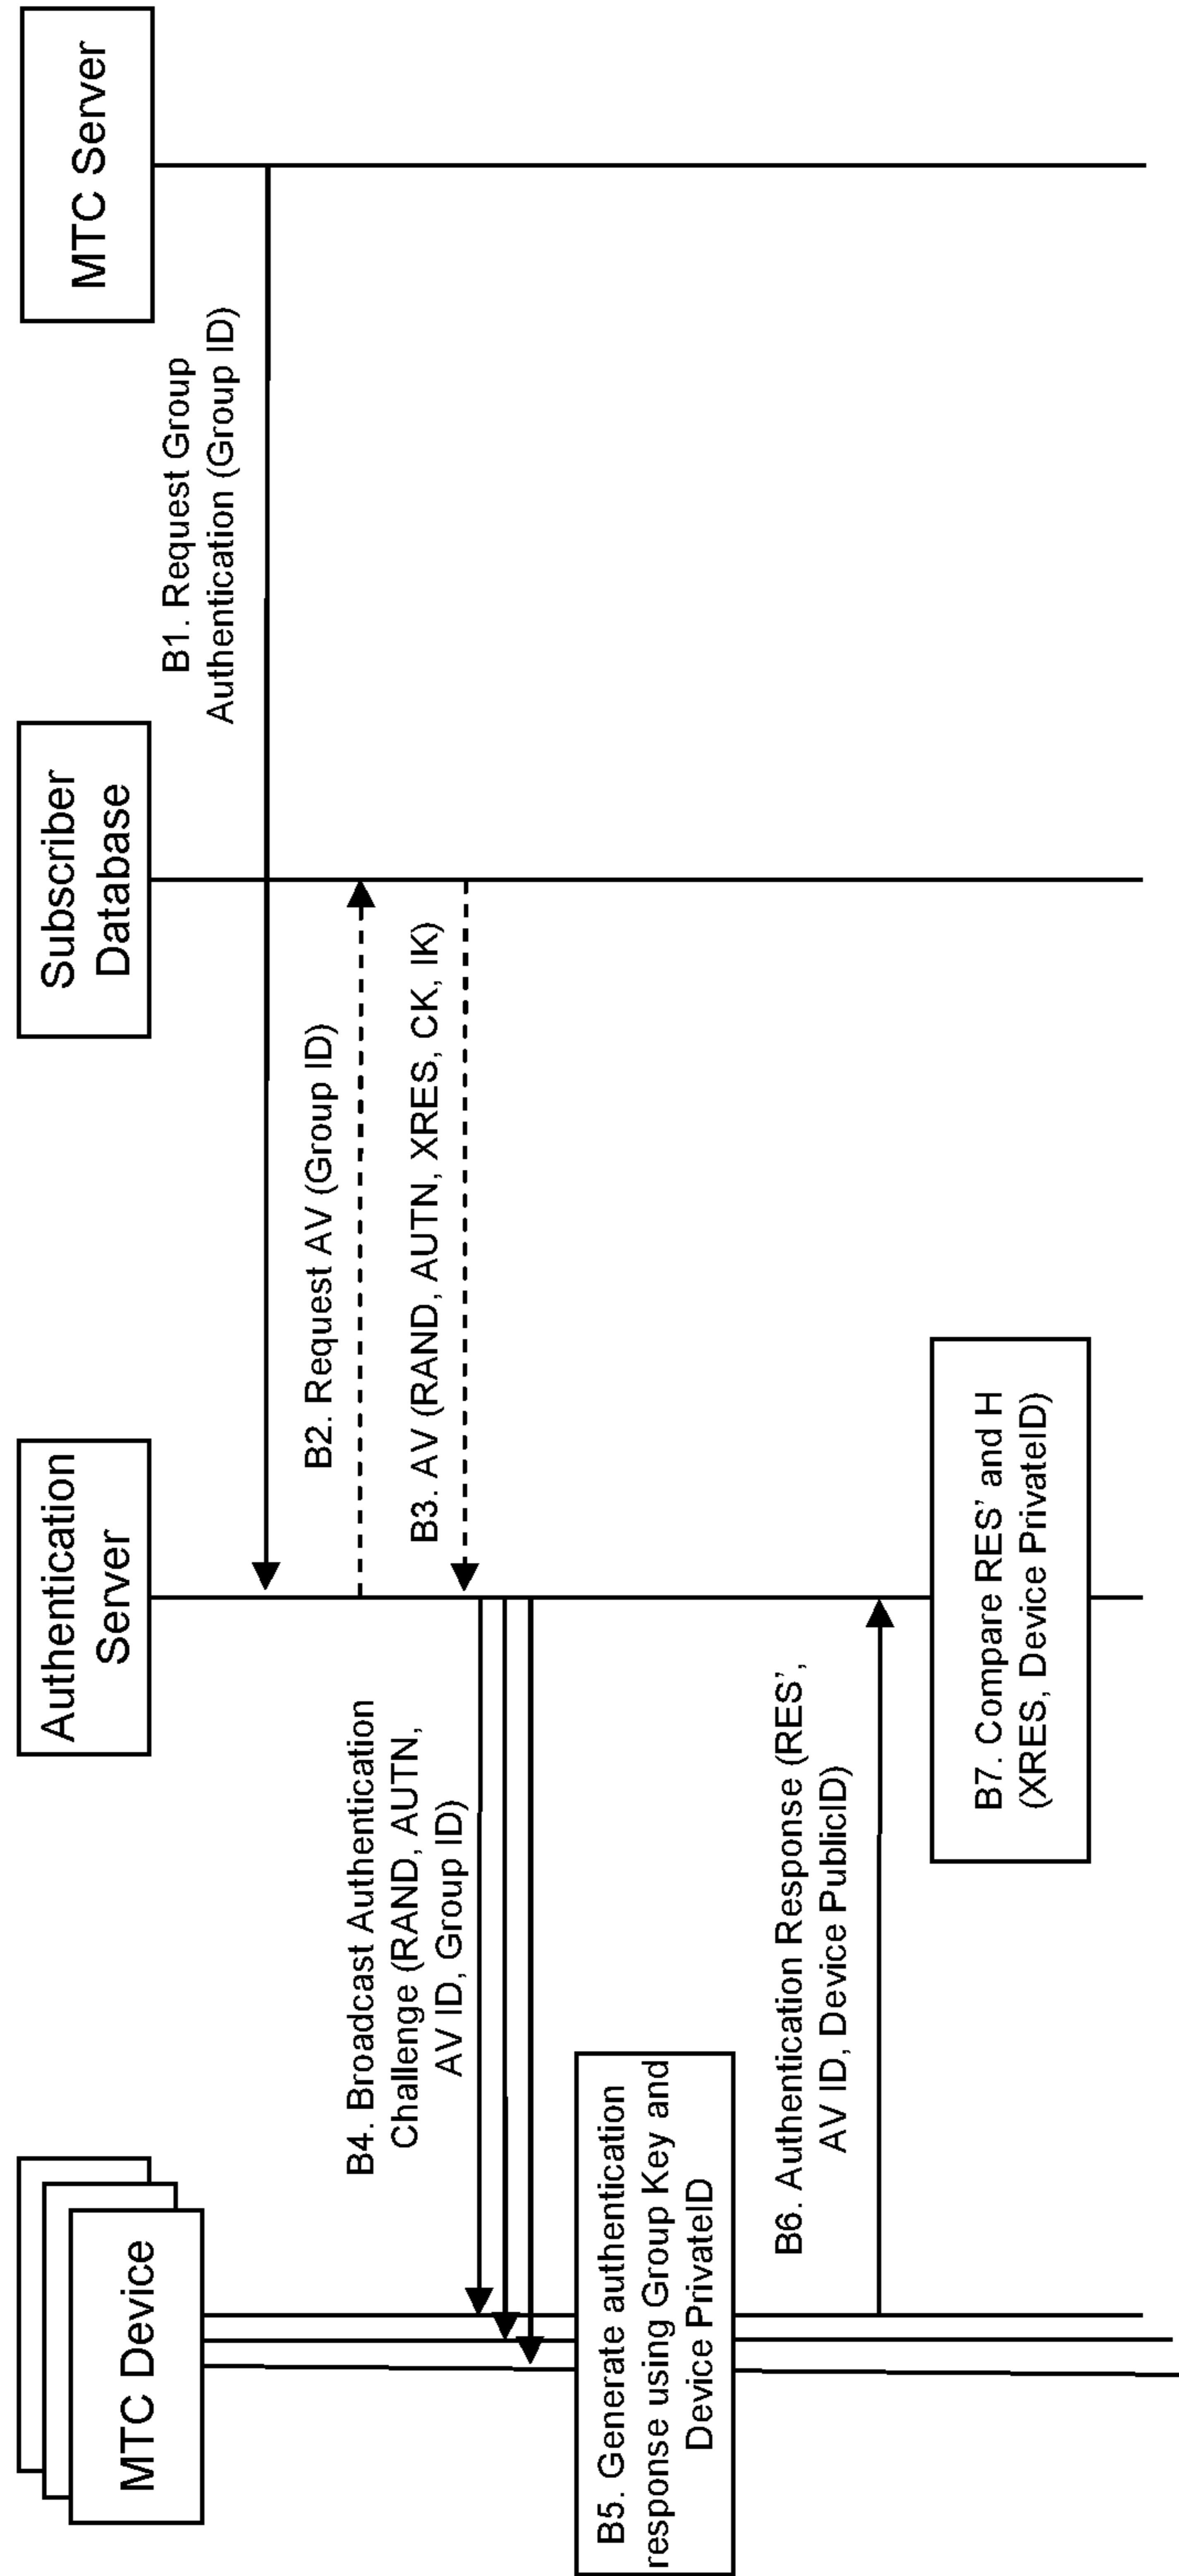 MTC Device
Authentication
Server
Subscriber
Database
MTC Server
B1. Request Group
Authentication (Group ID)
B2. Request AV (Group ID)
B3. AV (RAND, AUTN, XRES, CK, IK)
B4. Broadcast Authentication
Challenge (RAND, AUTN,
AV ID, Group ID)
B5. Generate authentication
response using Group Key and
Device PrivateID
B6. Authentication Response (RES’,
AV ID, Device PublicID)
B7. Compare RES’ and H
(XRES, Device PrivateID)